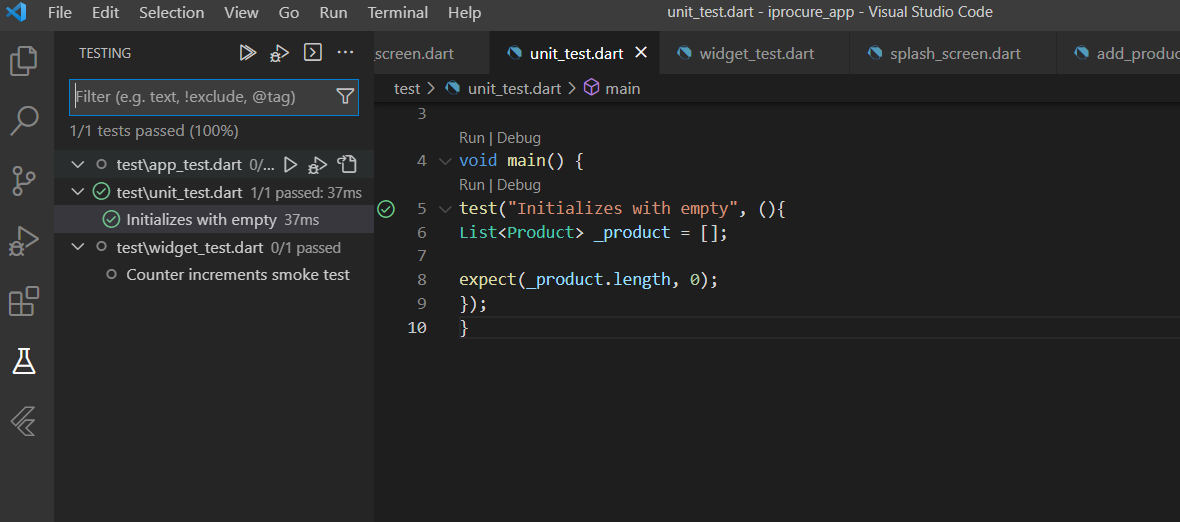 File Edit Selection View Go Run Terminal Help unit_test.dart - iprocure_app - Visual Studio Code
TESTING
screen.dart unit_test.dart widget_test.dart splash_screen.dart add_produc
Filter (e.g. text, !exclude, @tag)
test > unit_test.dart > main
1/1 tests passed (100%)
test\app_test.dart 0/...
test\unit_test.dart 1/1 passed: 37ms
Initializes with empty 37ms
test\widget_test.dart 0/1 passed
Counter increments smoke test
3
Run | Debug
4 void main() {
Run | Debug
5 test("Initializes with empty", (){
6 List<Product> _product = [];
7
8 expect(_product.length, 0);
9 });
10 }